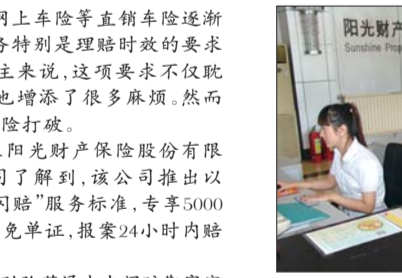 网上车险等直销车险逐渐
务特别是理赔时效的要求
主来说,这项要求不仅耽
也增添了很多麻烦。然而
险打破。
阳光财产保险股份有限
司了解到,该公司推出以
闪赔”服务标准,专享5000
免单证,报案24小时内赔
阳光财产
Sunshine Prop